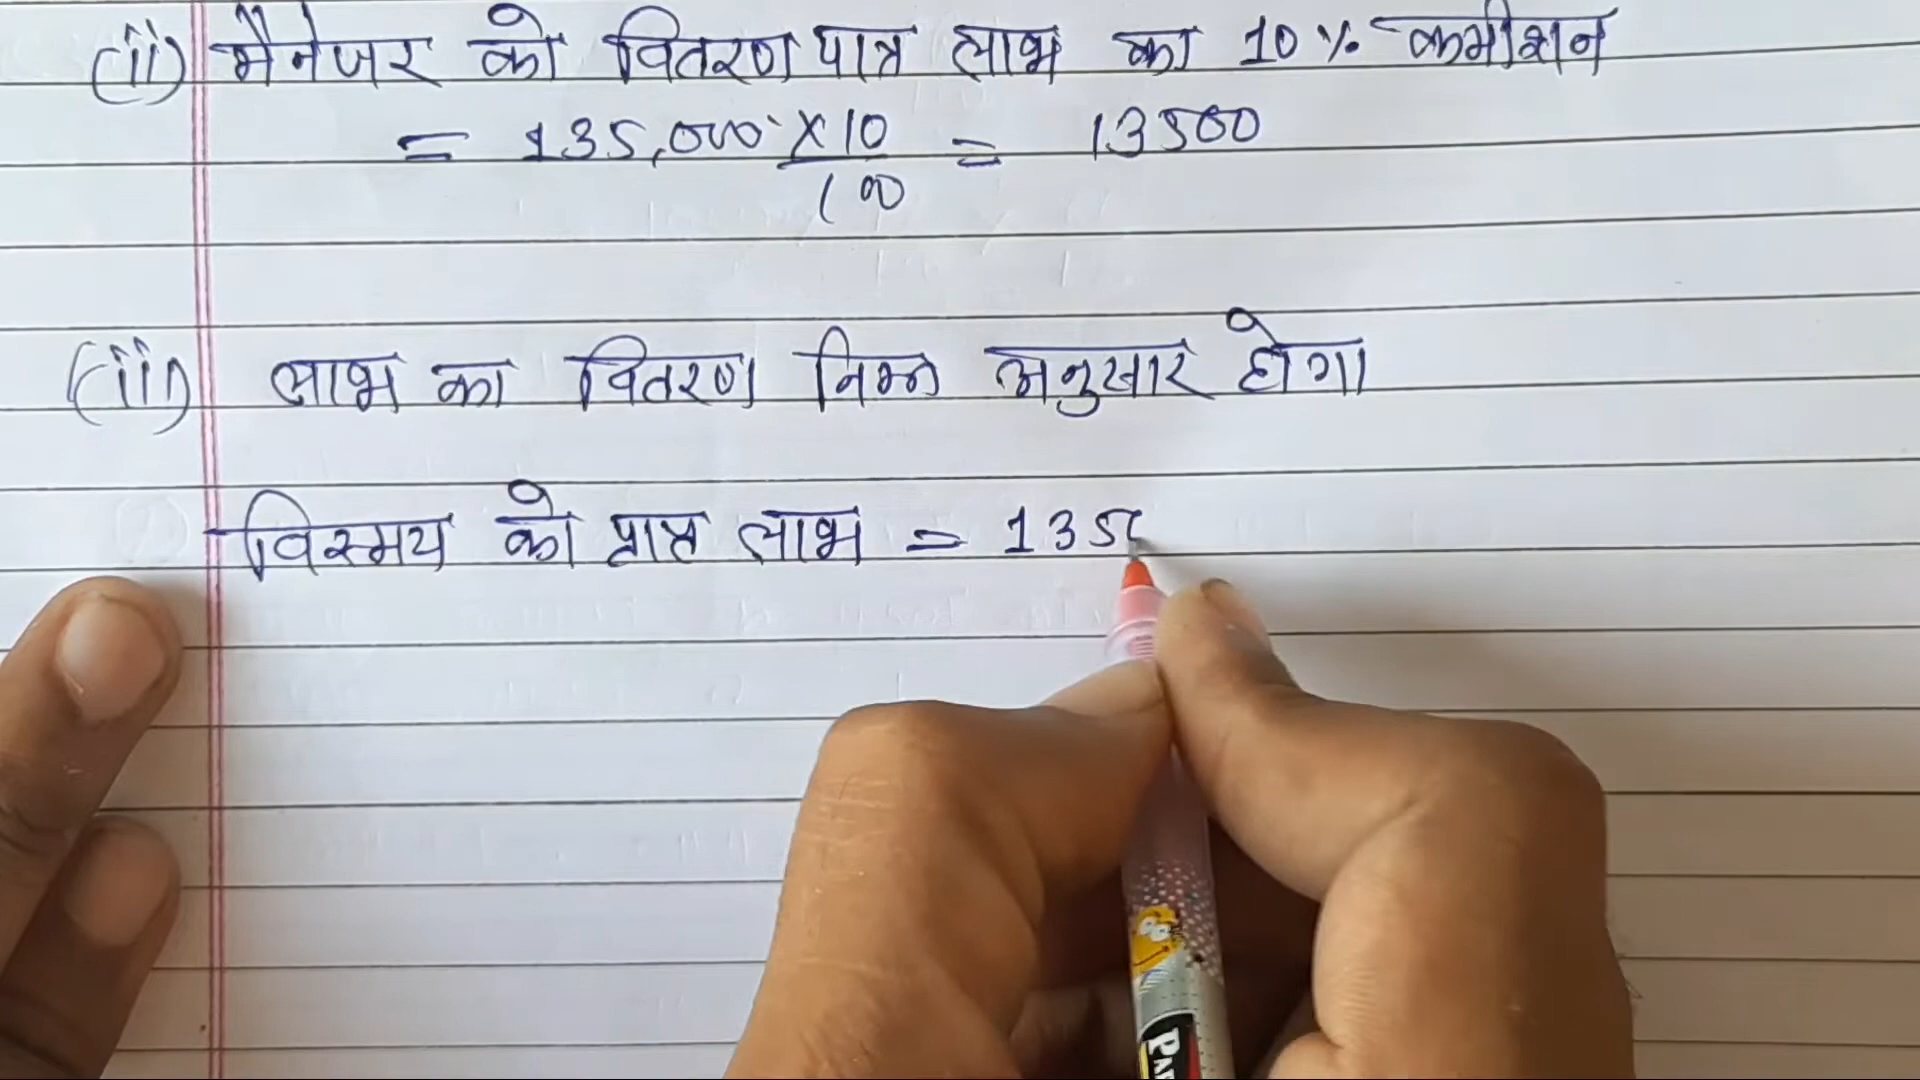 (ii) मैनेजर को वितरण पात्र लाभ का 10% कमीशन
= 135,000 × 10 / 100 = 13500
(iii) लाभ का वितरण निम्न अनुसार होगा
विस्मय को प्राप्त लाभ = 135